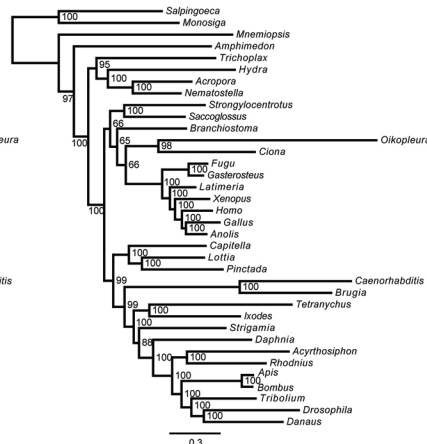 Salpingoeca
100
Monosiga
Mnemiopsis
Amphimedon
Trichoplax
95
Hydra
100
Acropora
97
100
Nematostella
Strongylocentrotus
100
Saccoglossus
66
Branchiostoma
100
65
Oikopleura
eura
98
Ciona
66
Fugu
100
Gasterosteus
100
Latimeria
100
Xenopus
100
Homo
100
Gallus
100
100
Anolis
Capitella
100
Lottia
100
Pinctada
99
Caenorhabditis
ditis
100
Brugia
99
Tetranychus
100
Ixodes
100
Strigamia
88
Daphnia
Acyrthosiphon
100
100
Rhodnius
Apis
100
100
Bombus
100
Tribolium
100
Drosophila
100
Danaus
0.3